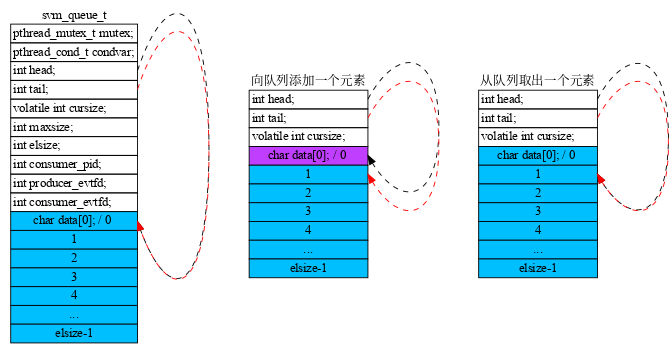 svm_queue_t
pthread_mutex_t mutex;
pthread_cond_t condvar;
int head;
int tail;
volatile int cursize;
int maxsize;
int elsize;
int consumer_pid;
int producer_evtfd;
int consumer_evtfd;
char data[0]; / 0
1
2
3
4
...
elsize-1
向队列添加一个元素
int head;
int tail;
volatile int cursize;
char data[0]; / 0
1
2
3
4
...
elsize-1
从队列取出一个元素
int head;
int tail;
volatile int cursize;
char data[0]; / 0
1
2
3
4
...
elsize-1